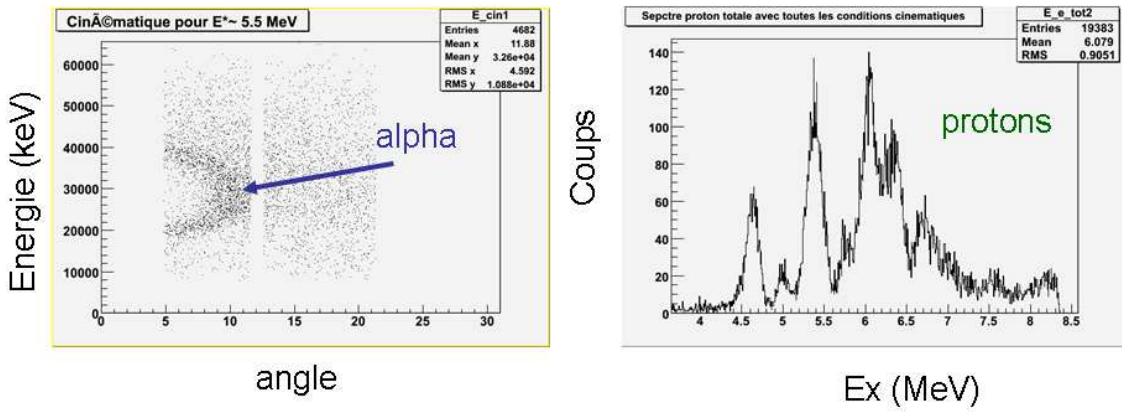 CinÃ©matique pour E*~ 5.5 MeV
E_cin1
Entries 4682
Mean x 11.88
Mean y 3.26e+04
RMS x 4.592
RMS y 1.088e+04
Energie (keV)
60000
50000
40000
30000
20000
10000
0
0 5 10 15 20 25 30
alpha
angle
Sepctre proton totale avec toutes les conditions cinematiques
E_e_tot2
Entries 19383
Mean 6.079
RMS 0.9051
Coups
140
120
100
80
60
40
20
0
4 4.5 5 5.5 6 6.5 7 7.5 8 8.5
protons
Ex (MeV)